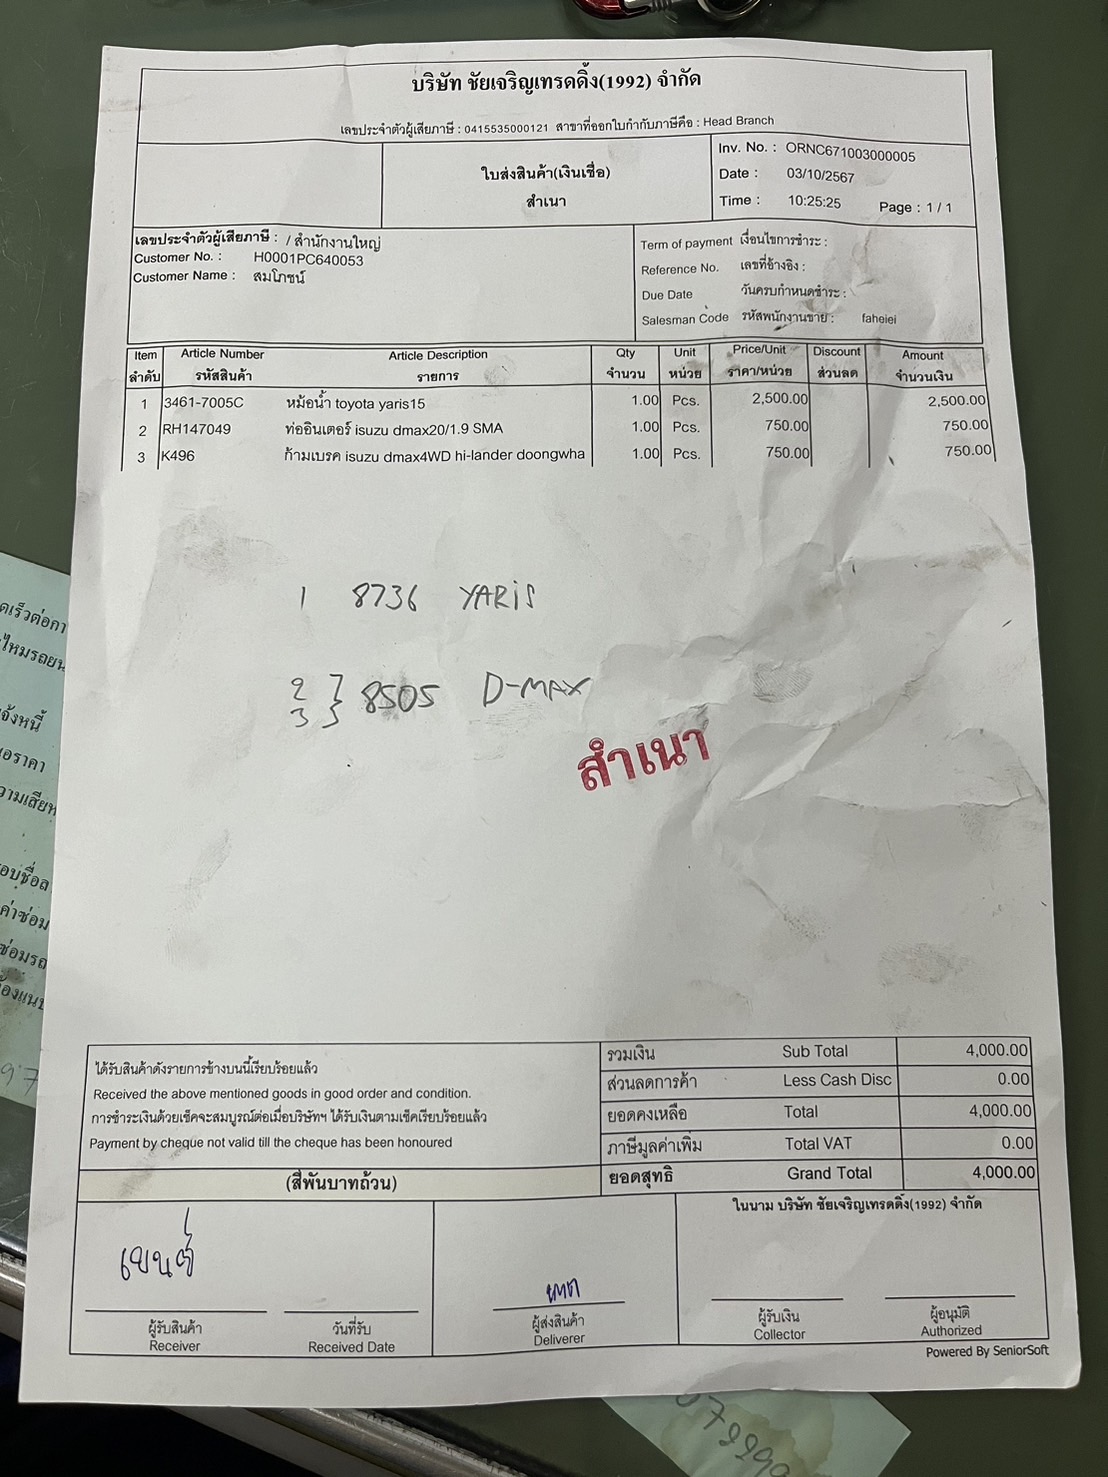 บริษัท ชัยเจริญเทรดดิ้ง(1992) จำกัด
เลขประจำตัวผู้เสียภาษี : 0415535000121 สาขาที่ออกใบกำกับภาษีคือ : Head Branch
ใบส่งสินค้า(เงินเชื่อ)
สำเนา
Inv. No. : ORNC671003000005
Date : 03/10/2567
Time : 10:25:25 Page : 1 / 1
เลขประจำตัวผู้เสียภาษี : / สำนักงานใหญ่
Customer No. : H0001PC640053
Customer Name : สมโภชน์
Term of payment เงื่อนไขการชำระ :
Reference No. เลขที่อ้างอิง :
Due Date วันครบกำหนดชำระ :
Salesman Code รหัสพนักงานขาย : faheiei
Item Article Number Article Description Qty Unit Price/Unit Discount Amount
ลำดับ รหัสสินค้า รายการ จำนวน หน่วย ราคา/หน่วย ส่วนลด จำนวนเงิน
1 3461-7005C หม้อน้ำ toyota yaris15 1.00 Pcs. 2,500.00 2,500.00
2 RH147049 ท่ออินเตอร์ isuzu dmax20/1.9 SMA 1.00 Pcs. 750.00 750.00
3 K496 ก้ามเบรค isuzu dmax4WD hi-lander doongwha 1.00 Pcs. 750.00 750.00
1 8736 YARiS
2
3 } 8505 D-MAX
สำเนา
ได้รับสินค้าดังรายการข้างบนนี้เรียบร้อยแล้ว
Received the above mentioned goods in good order and condition.
การชำระเงินด้วยเช็คจะสมบูรณ์ต่อเมื่อบริษัทฯ ได้รับเงินตามเช็คเรียบร้อยแล้ว
Payment by cheque not valid till the cheque has been honoured
(สี่พันบาทถ้วน)
รวมเงิน Sub Total 4,000.00
ส่วนลดการค้า Less Cash Disc 0.00
ยอดคงเหลือ Total 4,000.00
ภาษีมูลค่าเพิ่ม Total VAT 0.00
ยอดสุทธิ Grand Total 4,000.00
ในนาม บริษัท ชัยเจริญเทรดดิ้ง(1992) จำกัด
ผู้รับสินค้า
Receiver
วันที่รับ
Received Date
ผู้ส่งสินค้า
Deliverer
ผู้รับเงิน
Collector
ผู้อนุมัติ
Authorized
Powered By SeniorSoft